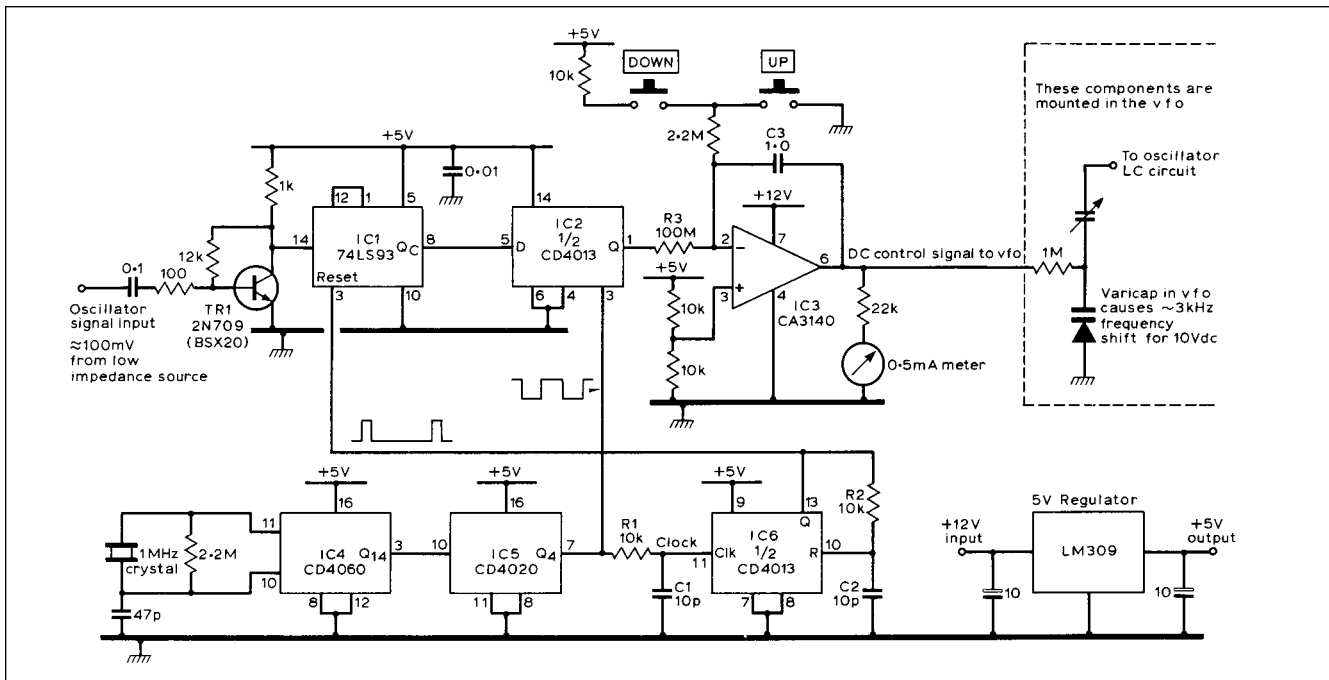 +5V
10k
DOWN
UP
2·2M
C3
1·0
These components are
mounted in the vfo
To oscillator
LC circuit
+5V
1k
0·01
12
1
5
14
14
IC1
74LS93
QC
8
Reset
3
10
5
D
IC2
1/2
CD4013
Q
1
6
4
3
R3
100M
+12V
7
2
−
+
3
6
4
IC3
CA3140
+5V
10k
10k
DC control signal to vfo
1M
22k
0·5mA meter
Varicap in vfo
causes ~3kHz
frequency
shift for 10Vdc
12k
0·1
100
TR1
2N709
(BSX20)
Oscillator
signal input
≈100mV
from low
impedance source
+5V
16
11
1MHz
crystal
2·2M
10
47p
IC4
CD4060
Q14
3
8
12
+5V
16
10
IC5
CD4020
Q4
7
11
8
R1
10k
Clock
C1
10p
+5V
9
13
Q
11
Clk
IC6
1/2
CD4013
R
10
7
8
R2
10k
C2
10p
5V Regulator
+12V
input
LM309
+5V
output
10
10